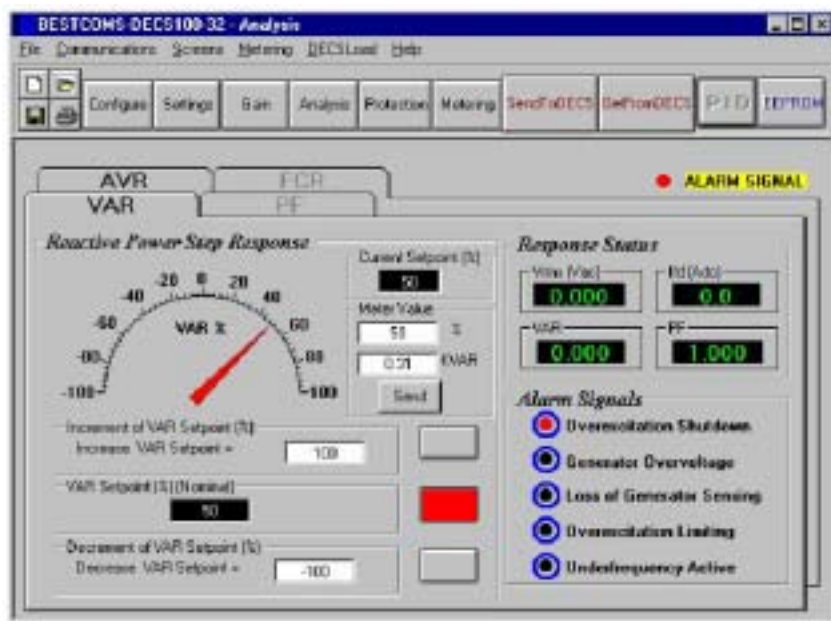 BESTCOMS-DECS100-32 - Analysis
File Communications Screens Metering DECSLoad Help
Configure Settings Gain Analysis Protection Metering SendToDECS GetFromDECS PID EEPROM
AVR FCR
ALARM SIGNAL
VAR PF
Reactive Power Step Response
Response Status
-100 -80 -60 -40 -20 0 20 40 60 80 100
VAR %
Current Setpoint (%)
50
Meter Value
50 %
0.31 KVAR
Send
Vrms (Vac)
0.000
Ifd (Adc)
0.0
VAR
0.000
PF
1.000
Increment of VAR Setpoint (%)
Increase VAR Setpoint = 100
VAR Setpoint (%) (Nominal)
50
Decrement of VAR Setpoint (%)
Decrease VAR Setpoint = -100
Alarm Signals
Overexcitation Shutdown
Generator Overvoltage
Loss of Generator Sensing
Overexcitation Limiting
Underfrequency Active